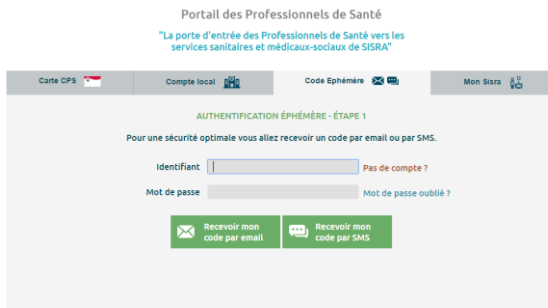 Portail des Professionnels de Santé
"La porte d'entrée des Professionnels de Santé vers les
services sanitaires et médicaux-sociaux de SISRA"
Carte CPS
Compte local
Code Ephémère
Mon Sisra
AUTHENTIFICATION ÉPHÉMÈRE - ÉTAPE 1
Pour une sécurité optimale vous allez recevoir un code par email ou par SMS.
Identifiant
Pas de compte ?
Mot de passe
Mot de passe oublié ?
Recevoir mon
code par email
Recevoir mon
code par SMS